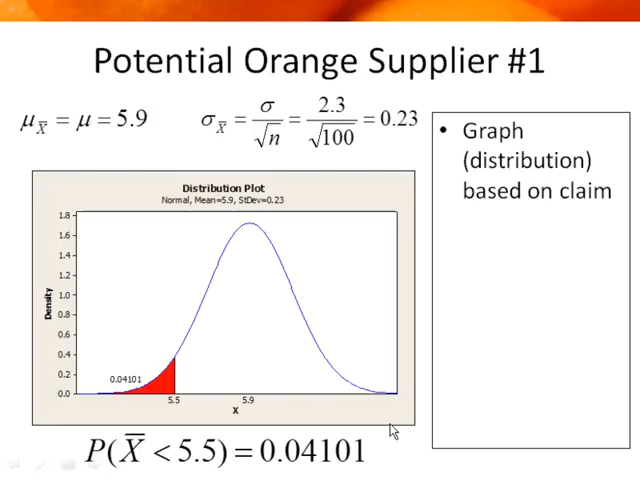 Potential Orange Supplier #1
μ_X̅ = μ = 5.9
σ_X̅ = σ/√n = 2.3/√100 = 0.23
• Graph
(distribution)
based on claim
Distribution Plot
Normal, Mean=5.9, StDev=0.23
1.8
1.6
1.4
1.2
1.0
0.8
0.6
0.4
0.2
0.0
Density
0.04101
5.5
5.9
X
P(X̅ < 5.5) = 0.04101